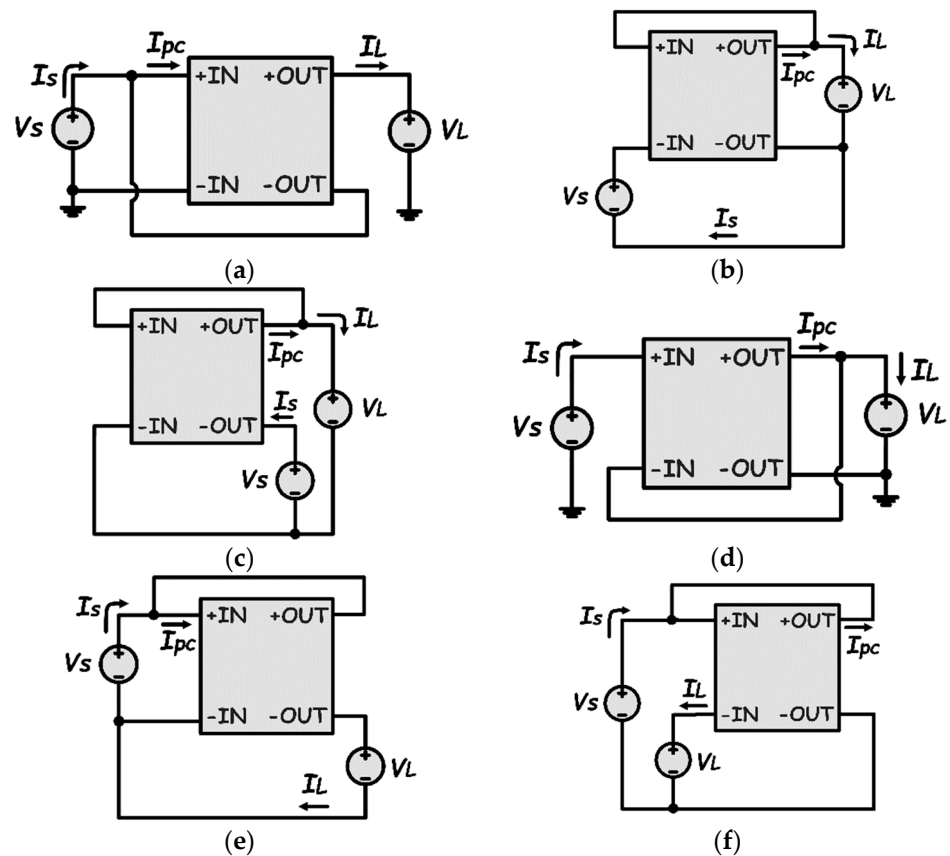 Ipc IL
Is +IN +OUT
Vs VL
-IN -OUT
(a)
+IN +OUT IL
Ipc
VL
-IN -OUT
Vs
Is
(b)
+IN +OUT IL
Ipc
Is
-IN -OUT VL
Vs
(c)
Ipc
Is +IN +OUT IL
Vs VL
-IN -OUT
(d)
Is +IN +OUT
Ipc
Vs
-IN -OUT
VL
IL
(e)
Is +IN +OUT
Ipc
IL
Vs -IN -OUT
VL
(f)